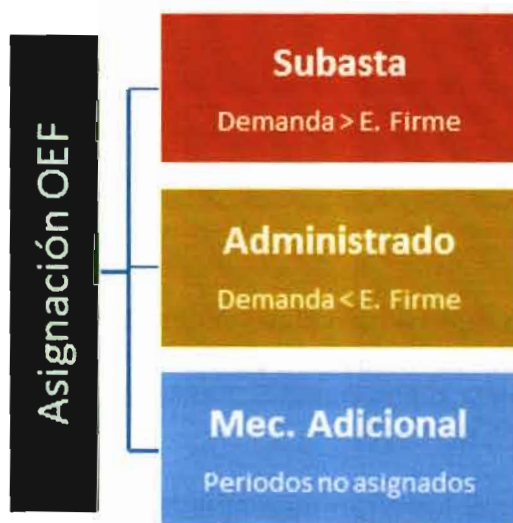 Asignación OEF
Subasta
Demanda > E. Firme
Administrado
Demanda < E. Firme
Mec. Adicional
Periodos no asignados